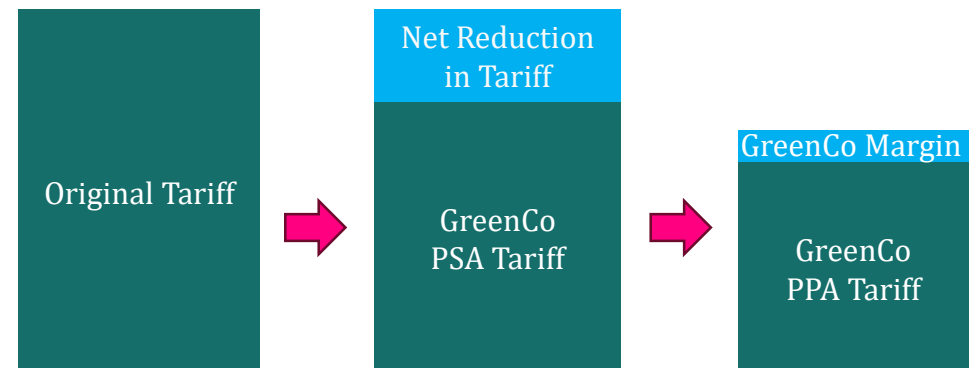 Original Tariff
Net Reduction
in Tariff
GreenCo
PSA Tariff
GreenCo Margin
GreenCo
PPA Tariff